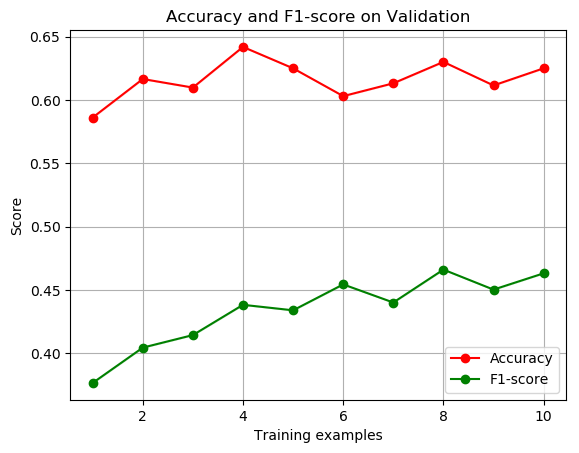 Accuracy and F1-score on Validation
0.65
0.60
0.55
0.50
0.45
0.40
Score
2
4
6
8
10
Training examples
Accuracy
F1-score